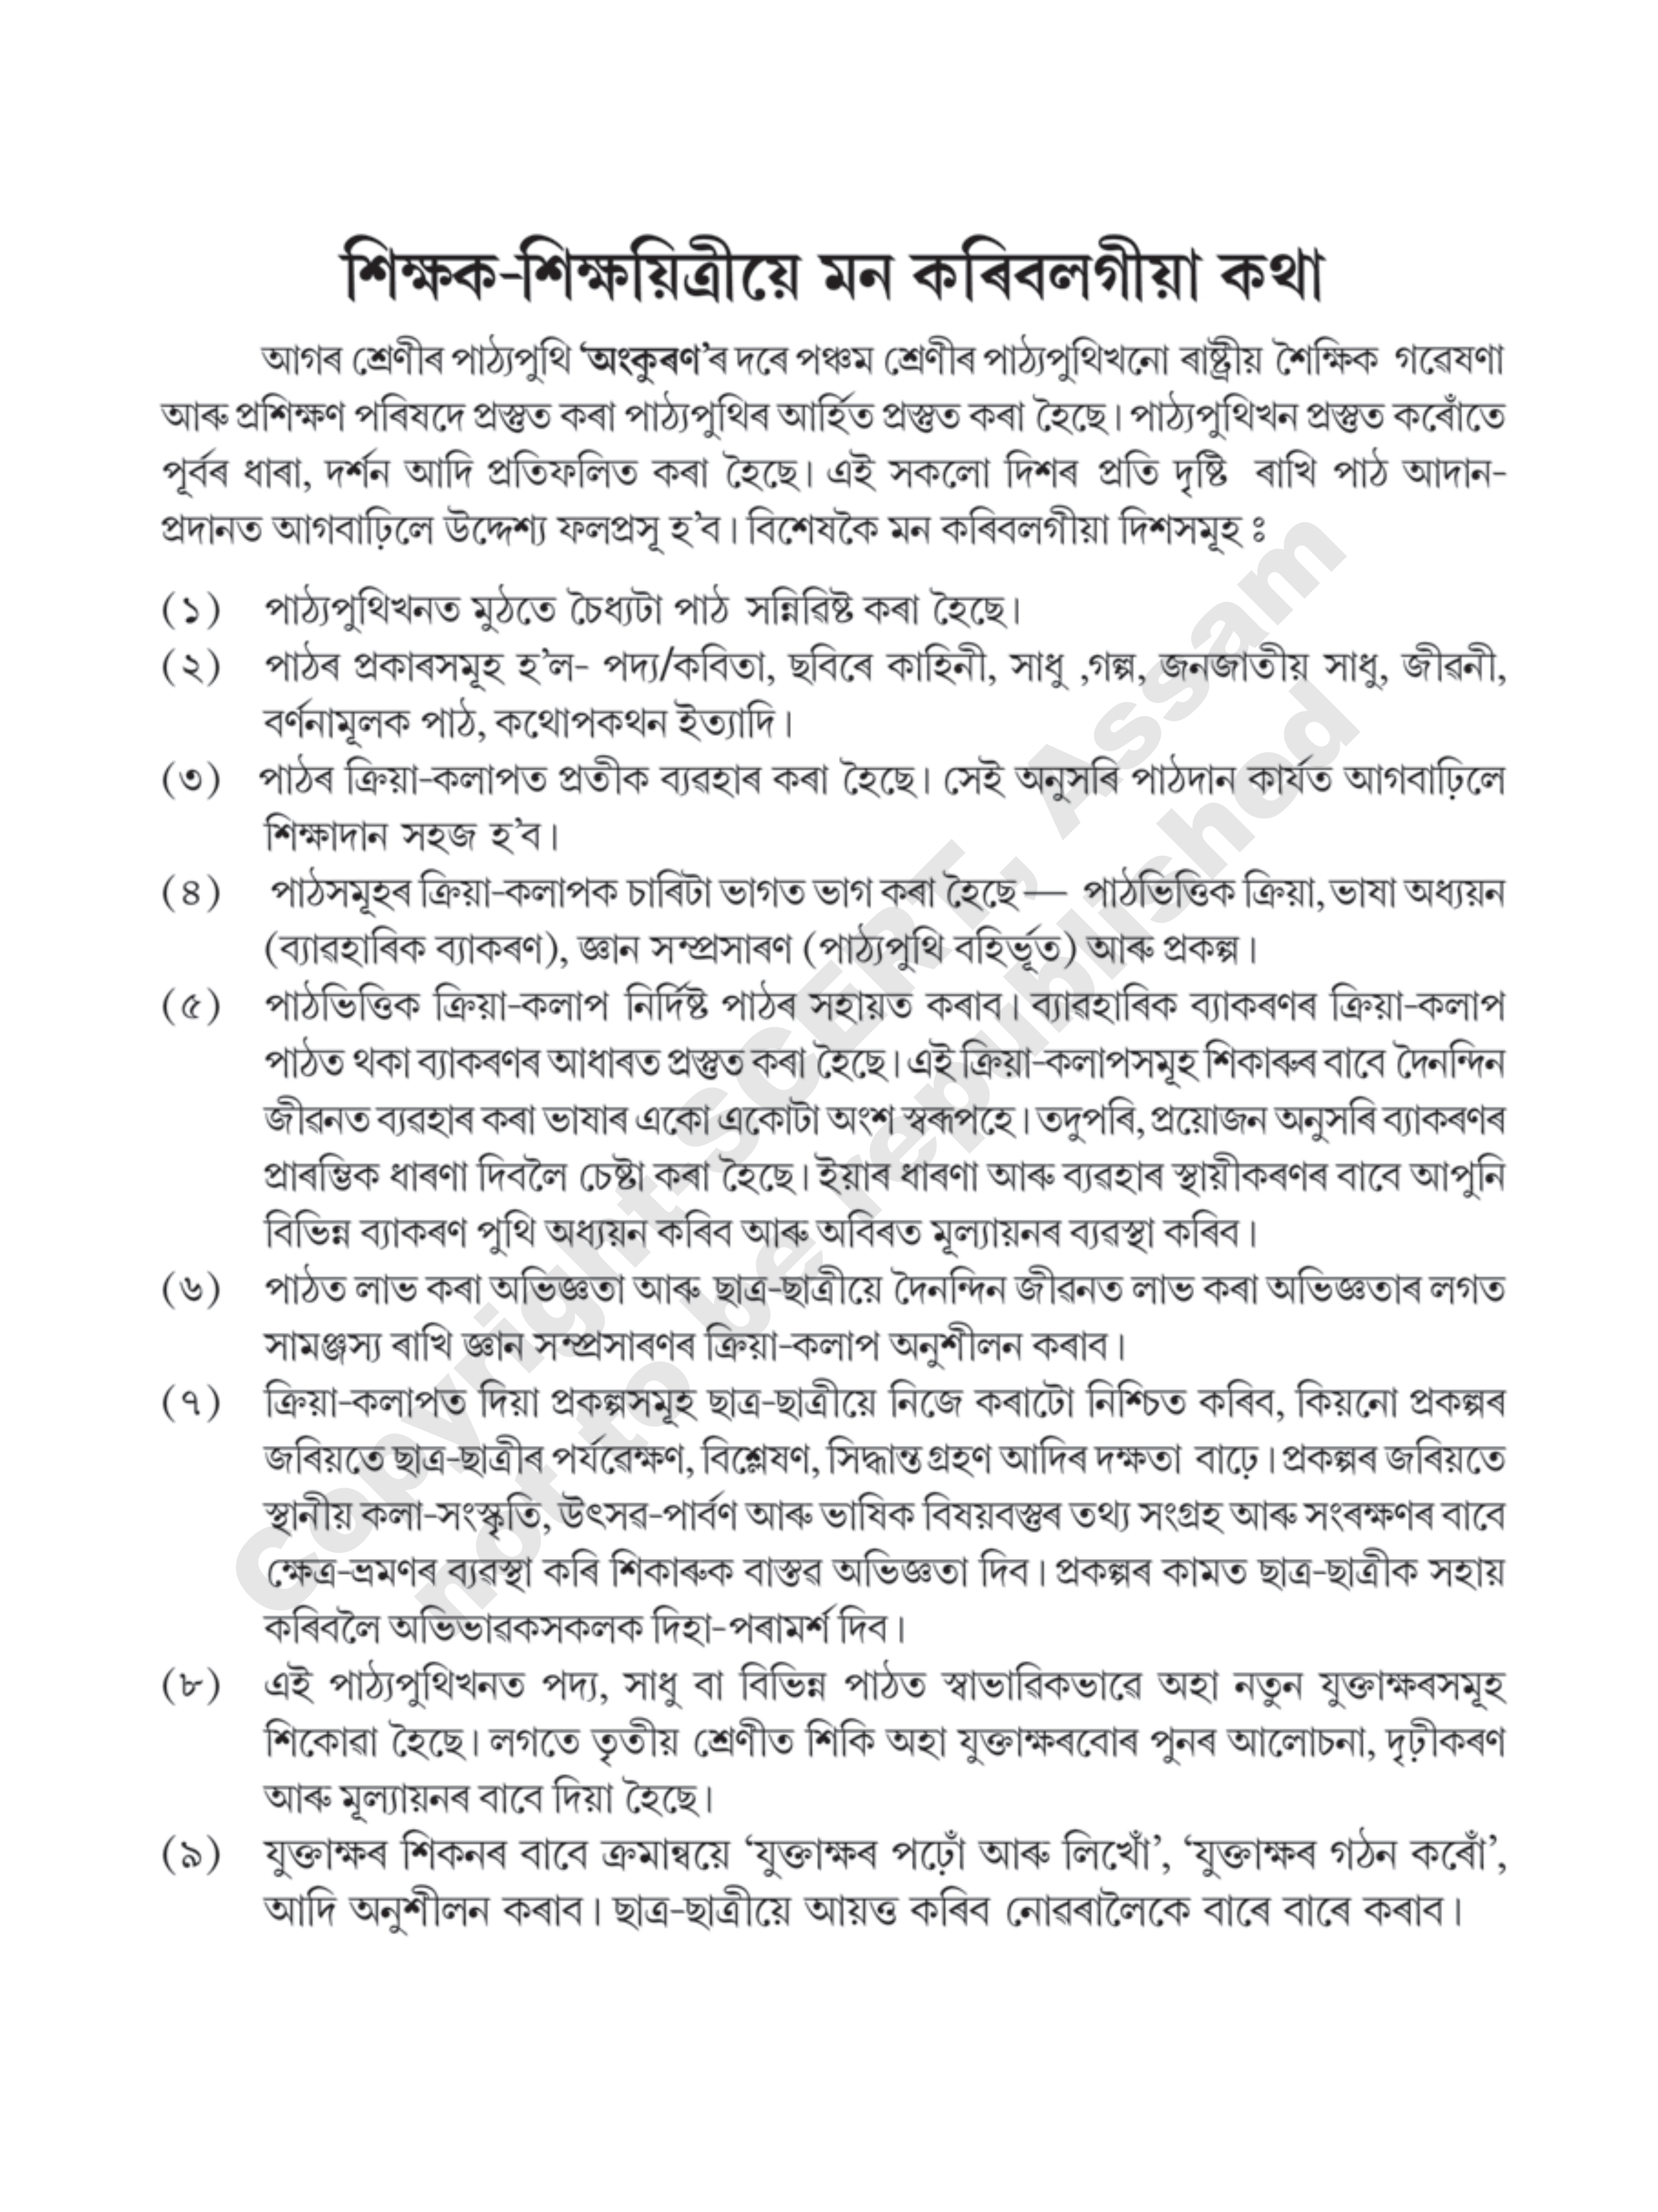 শিক্ষক-শিক্ষয়িত্ৰীয়ে মন কৰিবলগীয়া কথা
আগৰ শ্ৰেণীৰ পাঠ্যপুথি ‘অংকুৰণ’ৰ দৰে পঞ্চম শ্ৰেণীৰ পাঠ্যপুথিখনো ৰাষ্ট্ৰীয় শৈক্ষিক গৱেষণা
আৰু প্ৰশিক্ষণ পৰিষদে প্ৰস্তুত কৰা পাঠ্যপুথিৰ আৰ্হিত প্ৰস্তুত কৰা হৈছে। পাঠ্যপুথিখন প্ৰস্তুত কৰোঁতে
পূৰ্বৰ ধাৰা, দৰ্শন আদি প্ৰতিফলিত কৰা হৈছে। এই সকলো দিশৰ প্ৰতি দৃষ্টি ৰাখি পাঠ আদান-
প্ৰদানত আগবাঢ়িলে উদ্দেশ্য ফলপ্ৰসূ হ’ব। বিশেষকৈ মন কৰিবলগীয়া দিশসমূহ ঃ
(১) পাঠ্যপুথিখনত মুঠতে চৈধ্যটা পাঠ সন্নিৱিষ্ট কৰা হৈছে।
(২) পাঠৰ প্ৰকাৰসমূহ হ’ল- পদ্য/কবিতা, ছবিৰে কাহিনী, সাধু ,গল্প, জনজাতীয় সাধু, জীৱনী,
বৰ্ণনামূলক পাঠ, কথোপকথন ইত্যাদি।
(৩) পাঠৰ ক্ৰিয়া-কলাপত প্ৰতীক ব্যৱহাৰ কৰা হৈছে। সেই অনুসৰি পাঠদান কাৰ্যত আগবাঢ়িলে
শিক্ষাদান সহজ হ’ব।
(৪) পাঠসমূহৰ ক্ৰিয়া-কলাপক চাৰিটা ভাগত ভাগ কৰা হৈছে — পাঠভিত্তিক ক্ৰিয়া, ভাষা অধ্যয়ন
(ব্যাৱহাৰিক ব্যাকৰণ), জ্ঞান সম্প্ৰসাৰণ (পাঠ্যপুথি বহিৰ্ভূত) আৰু প্ৰকল্প।
(৫) পাঠভিত্তিক ক্ৰিয়া-কলাপ নিৰ্দিষ্ট পাঠৰ সহায়ত কৰাব। ব্যাৱহাৰিক ব্যাকৰণৰ ক্ৰিয়া-কলাপ
পাঠত থকা ব্যাকৰণৰ আধাৰত প্ৰস্তুত কৰা হৈছে। এই ক্ৰিয়া-কলাপসমূহ শিকাৰুৰ বাবে দৈনন্দিন
জীৱনত ব্যৱহাৰ কৰা ভাষাৰ একো একোটা অংশ স্বৰূপহে। তদুপৰি, প্ৰয়োজন অনুসৰি ব্যাকৰণৰ
প্ৰাৰম্ভিক ধাৰণা দিবলৈ চেষ্টা কৰা হৈছে। ইয়াৰ ধাৰণা আৰু ব্যৱহাৰ স্থায়ীকৰণৰ বাবে আপুনি
বিভিন্ন ব্যাকৰণ পুথি অধ্যয়ন কৰিব আৰু অবিৰত মূল্যায়নৰ ব্যৱস্থা কৰিব।
(৬) পাঠত লাভ কৰা অভিজ্ঞতা আৰু ছাত্ৰ-ছাত্ৰীয়ে দৈনন্দিন জীৱনত লাভ কৰা অভিজ্ঞতাৰ লগত
সামঞ্জস্য ৰাখি জ্ঞান সম্প্ৰসাৰণৰ ক্ৰিয়া-কলাপ অনুশীলন কৰাব।
(৭) ক্ৰিয়া-কলাপত দিয়া প্ৰকল্পসমূহ ছাত্ৰ-ছাত্ৰীয়ে নিজে কৰাটো নিশ্চিত কৰিব, কিয়নো প্ৰকল্পৰ
জৰিয়তে ছাত্ৰ-ছাত্ৰীৰ পৰ্যৱেক্ষণ, বিশ্লেষণ, সিদ্ধান্ত গ্ৰহণ আদিৰ দক্ষতা বাঢ়ে। প্ৰকল্পৰ জৰিয়তে
স্থানীয় কলা-সংস্কৃতি, উৎসৱ-পাৰ্বণ আৰু ভাষিক বিষয়বস্তুৰ তথ্য সংগ্ৰহ আৰু সংৰক্ষণৰ বাবে
ক্ষেত্ৰ-ভ্ৰমণৰ ব্যৱস্থা কৰি শিকাৰুক বাস্তৱ অভিজ্ঞতা দিব। প্ৰকল্পৰ কামত ছাত্ৰ-ছাত্ৰীক সহায়
কৰিবলৈ অভিভাৱকসকলক দিহা-পৰামৰ্শ দিব।
(৮) এই পাঠ্যপুথিখনত পদ্য, সাধু বা বিভিন্ন পাঠত স্বাভাৱিকভাৱে অহা নতুন যুক্তাক্ষৰসমূহ
শিকোৱা হৈছে। লগতে তৃতীয় শ্ৰেণীত শিকি অহা যুক্তাক্ষৰবোৰ পুনৰ আলোচনা, দৃঢ়ীকৰণ
আৰু মূল্যায়নৰ বাবে দিয়া হৈছে।
(৯) যুক্তাক্ষৰ শিকনৰ বাবে ক্ৰমান্বয়ে ‘যুক্তাক্ষৰ পঢ়োঁ আৰু লিখোঁ’, ‘যুক্তাক্ষৰ গঠন কৰোঁ’,
আদি অনুশীলন কৰাব। ছাত্ৰ-ছাত্ৰীয়ে আয়ত্ত কৰিব নোৱৰালৈকে বাৰে বাৰে কৰাব।
Copyright-SCERT, Assam
not to be republishod